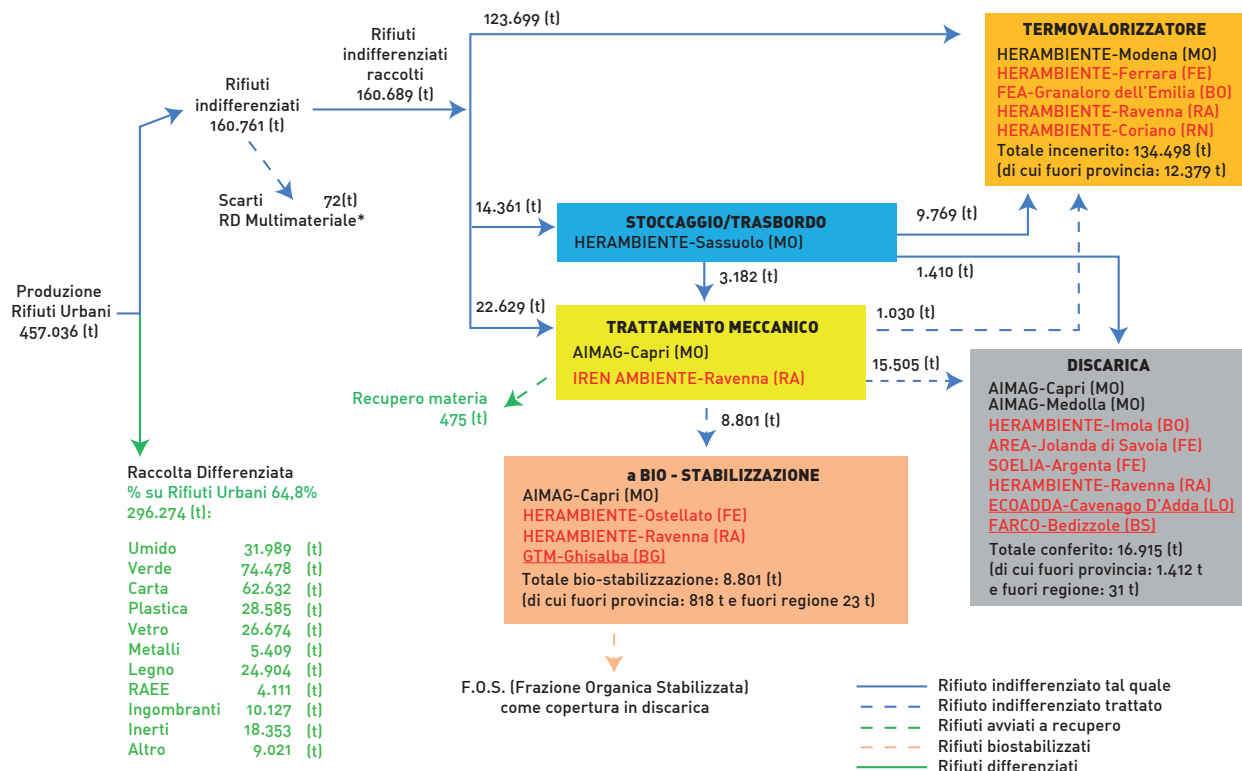 123.699 (t)
Rifiuti
indifferenziati
raccolti
160.689 (t)
Rifiuti
indifferenziati
160.761 (t)
Scarti 72(t)
RD Multimateriale*
Produzione
Rifiuti Urbani
457.036 (t)
TERMOVALORIZZATORE
HERAMBIENTE-Modena (MO)
HERAMBIENTE-Ferrara (FE)
FEA-Granaloro dell'Emilia (BO)
HERAMBIENTE-Ravenna (RA)
HERAMBIENTE-Coriano (RN)
Totale incenerito: 134.498 (t)
(di cui fuori provincia: 12.379 t)
14.361 (t)
STOCCAGGIO/TRASBORDO
HERAMBIENTE-Sassuolo (MO)
9.769 (t)
1.410 (t)
3.182 (t)
22.629 (t)
TRATTAMENTO MECCANICO
AIMAG-Capri (MO)
IREN AMBIENTE-Ravenna (RA)
1.030 (t)
15.505 (t)
Recupero materia
475 (t)
8.801 (t)
DISCARICA
AIMAG-Capri (MO)
AIMAG-Medolla (MO)
HERAMBIENTE-Imola (BO)
AREA-Jolanda di Savoia (FE)
SOELIA-Argenta (FE)
HERAMBIENTE-Ravenna (RA)
ECOADDA-Cavenago D'Adda (LO)
FARCO-Bedizzole (BS)
Totale conferito: 16.915 (t)
(di cui fuori provincia: 1.412 t
e fuori regione: 31 t)
a BIO - STABILIZZAZIONE
AIMAG-Capri (MO)
HERAMBIENTE-Ostellato (FE)
HERAMBIENTE-Ravenna (RA)
GTM-Ghisalba (BG)
Totale bio-stabilizzazione: 8.801 (t)
(di cui fuori provincia: 818 t e fuori regione 23 t)
F.O.S. (Frazione Organica Stabilizzata)
come copertura in discarica
Raccolta Differenziata
% su Rifiuti Urbani 64,8%
296.274 (t):
Umido 31.989 (t)
Verde 74.478 (t)
Carta 62.632 (t)
Plastica 28.585 (t)
Vetro 26.674 (t)
Metalli 5.409 (t)
Legno 24.904 (t)
RAEE 4.111 (t)
Ingombranti 10.127 (t)
Inerti 18.353 (t)
Altro 9.021 (t)
Rifiuto indifferenziato tal quale
Rifiuto indifferenziato trattato
Rifiuti avviati a recupero
Rifiuti biostabilizzati
Rifiuti differenziati